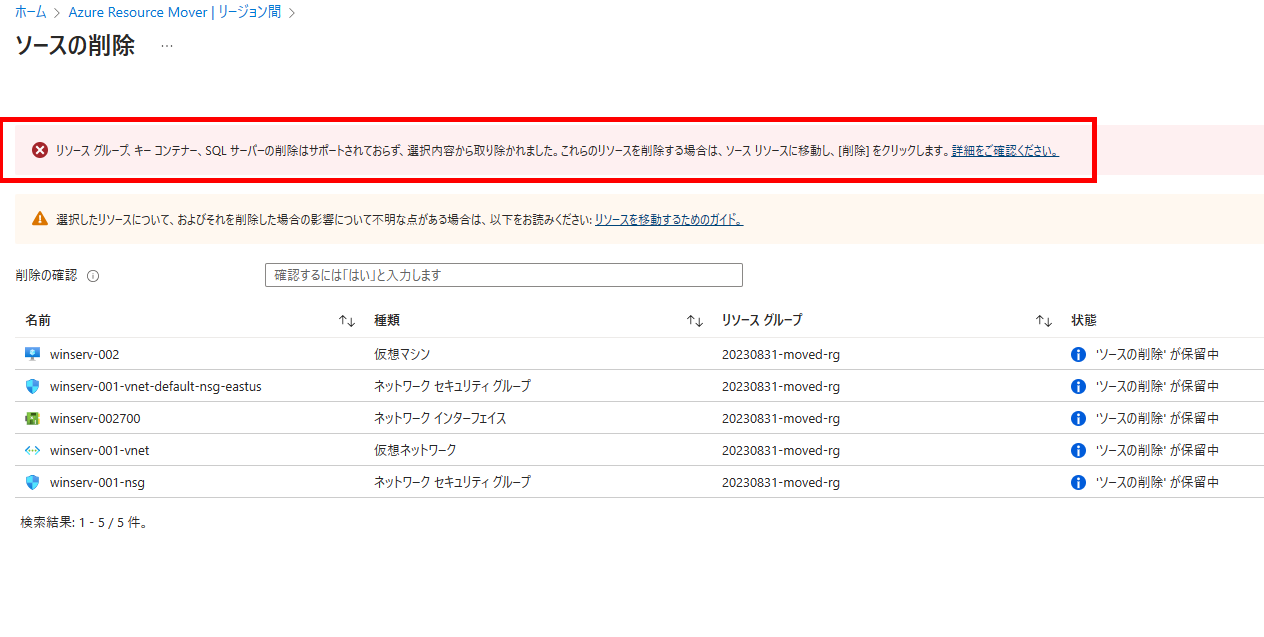 ホーム > Azure Resource Mover | リージョン間 >
ソースの削除 ...
リソース グループ、キー コンテナー、SQL サーバーの削除はサポートされておらず、選択内容から取り除かれました。これらのリソースを削除する場合は、ソース リソースに移動し、[削除] をクリックします。詳細をご確認ください。
選択したリソースについて、およびそれを削除した場合の影響について不明な点がある場合は、以下をお読みください: リソースを移動するためのガイド。
削除の確認 確認するには「はい」と入力します
名前 種類 リソース グループ 状態
winserv-002 仮想マシン 20230831-moved-rg 'ソースの削除' が保留中
winserv-001-vnet-default-nsg-eastus ネットワーク セキュリティ グループ 20230831-moved-rg 'ソースの削除' が保留中
winserv-002700 ネットワーク インターフェイス 20230831-moved-rg 'ソースの削除' が保留中
winserv-001-vnet 仮想ネットワーク 20230831-moved-rg 'ソースの削除' が保留中
winserv-001-nsg ネットワーク セキュリティ グループ 20230831-moved-rg 'ソースの削除' が保留中
検索結果: 1 - 5 / 5 件。